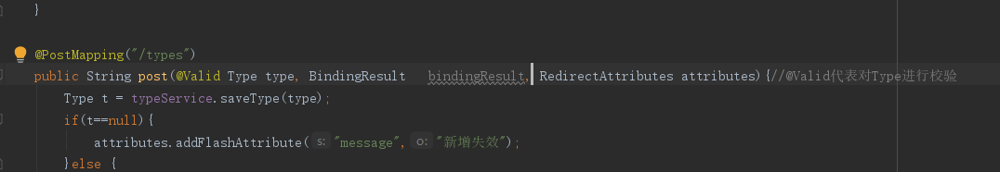 }
@PostMapping("/types")
public String post(@Valid Type type, BindingResult bindingResult, RedirectAttributes attributes){//@Valid代表对Type进行校验
Type t = typeService.saveType(type);
if(t==null){
attributes.addFlashAttribute( s: "message", o: "新增失效");
}else {